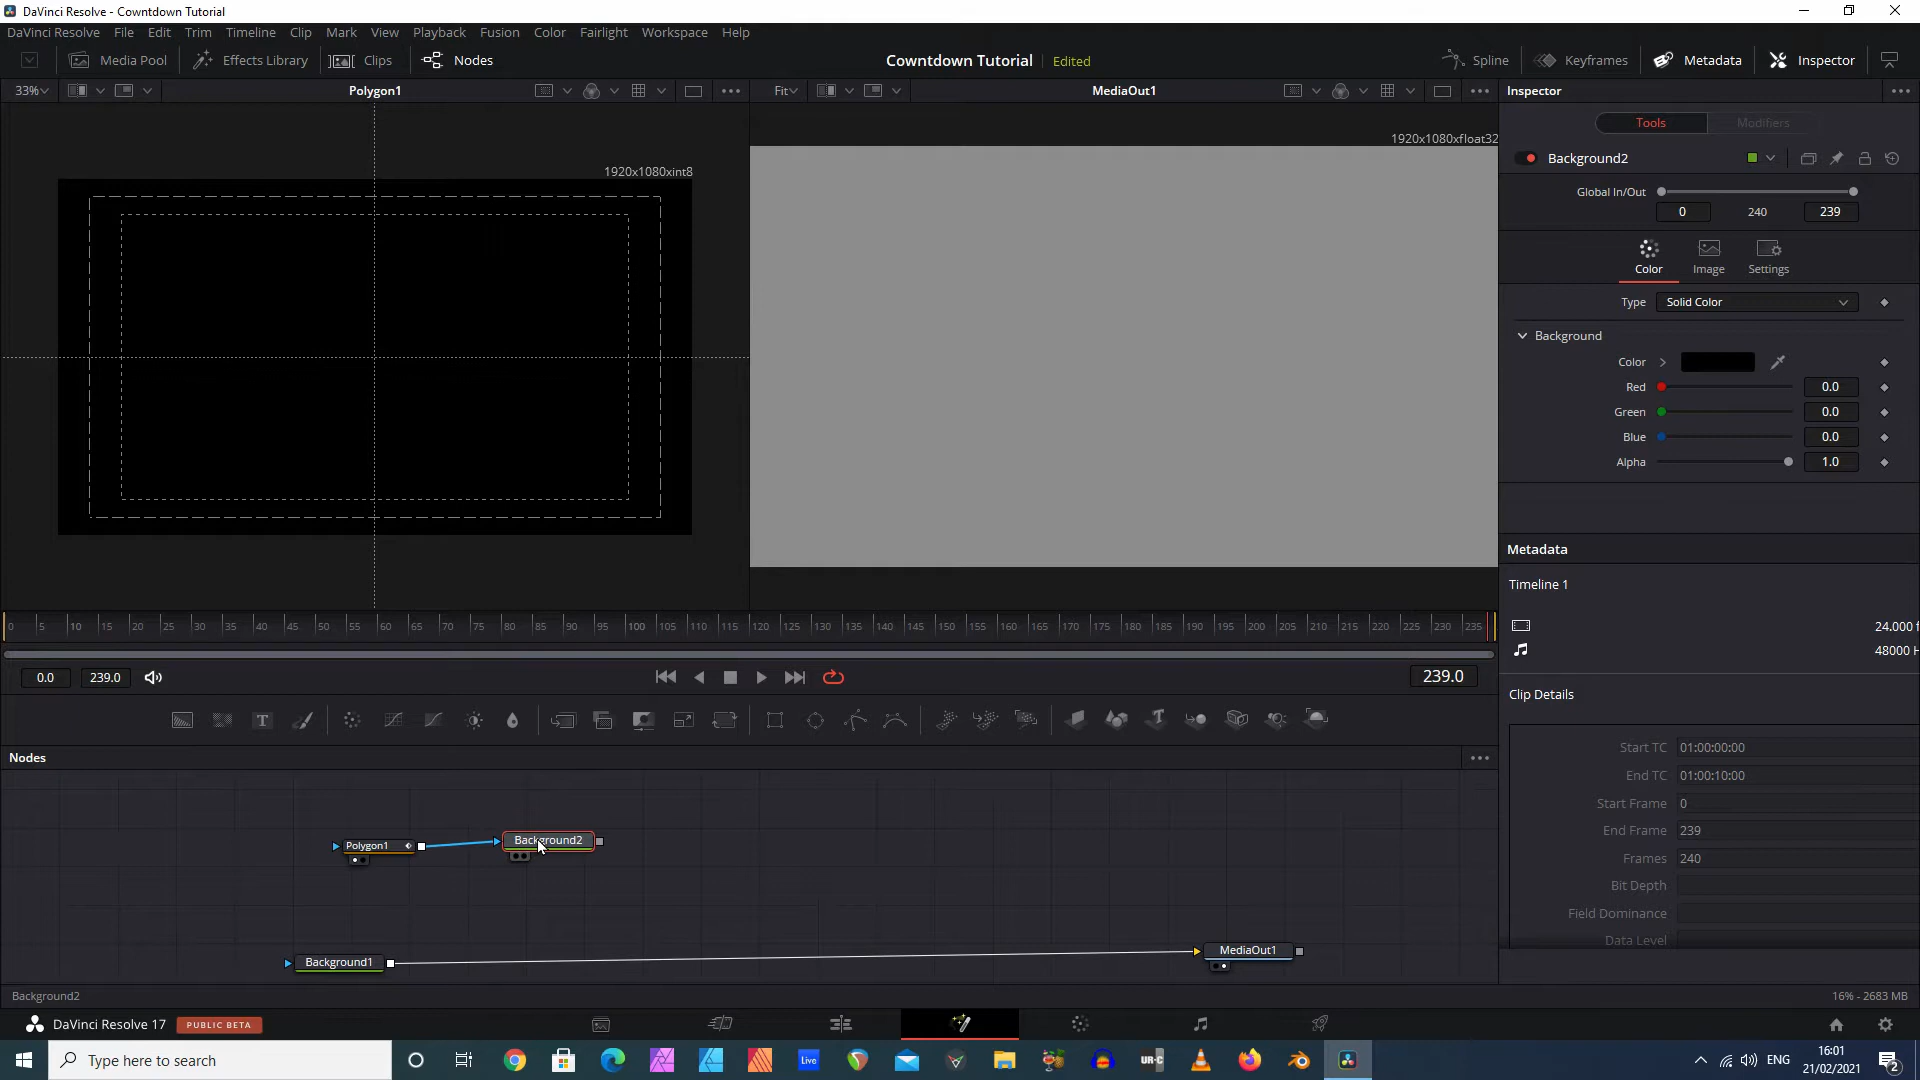 DaVinci Resolve - Cowntdown Tutorial
DaVinci Resolve File Edit Trim Timeline Clip Mark View Playback Fusion Color Fairlight Workspace Help
Media Pool Effects Library Clips Nodes Cowntdown Tutorial Edited Spline Keyframes Metadata Inspector
33% Polygon1 Fit MediaOut1 Inspector
Tools Modifiers
1920x1080xfloat32
Background2
1920x1080xint8
Global In/Out
0 240 239
Color Image Settings
Type Solid Color
Background
Color
Red 0.0
Green 0.0
Blue 0.0
Alpha 1.0
Metadata
Timeline 1
24.000 f
48000 H
0 5 10 15 20 25 30 35 40 45 50 55 60 65 70 75 80 85 90 95 100 105 110 115 120 125 130 135 140 145 150 155 160 165 170 175 180 185 190 195 200 205 210 215 220 225 230 235
0.0 239.0 239.0
Clip Details
Start TC 01:00:00:00
End TC 01:00:10:00
Start Frame 0
End Frame 239
Frames 240
Bit Depth
Field Dominance
Data Level
Nodes
Polygon1 Background2
Background1 MediaOut1
Background2 16% - 2683 MB
DaVinci Resolve 17 PUBLIC BETA
Type here to search
Live
UR-C
ENG
16:01
21/02/2021
2